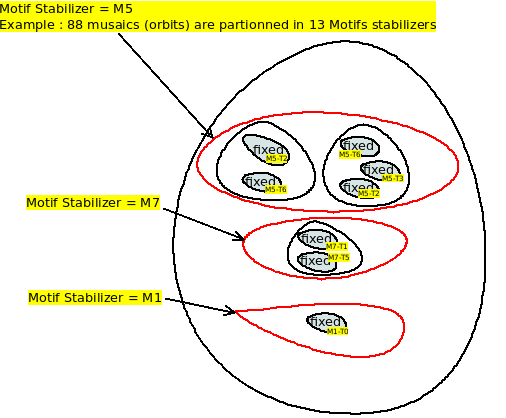 Motif Stabilizer = M5
Example : 88 musaics (orbits) are partionned in 13 Motifs stabilizers
fixed
M5-T2
fixed
M5-T6
fixed
M5-T6
fixed
M5-T3
fixed
M5-T2
Motif Stabilizer = M7
fixed
M7-T1
fixed
M7-T5
Motif Stabilizer = M1
fixed
M1-T0